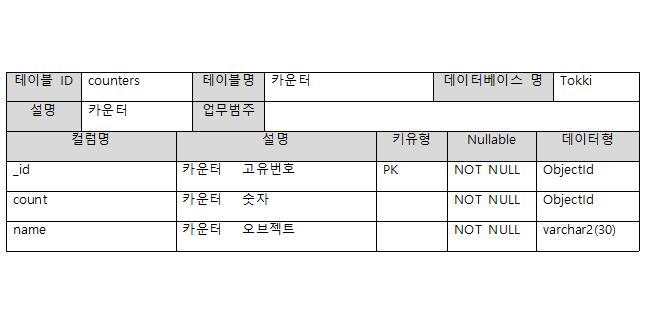 테이블 ID counters 테이블명 카운터 데이터베이스 명 Tokki
설명 카운터 업무범주
컬럼명 설명 키유형 Nullable 데이터형
_id 카운터 고유번호 PK NOT NULL ObjectId
count 카운터 숫자 NOT NULL ObjectId
name 카운터 오브젝트 NOT NULL varchar2(30)